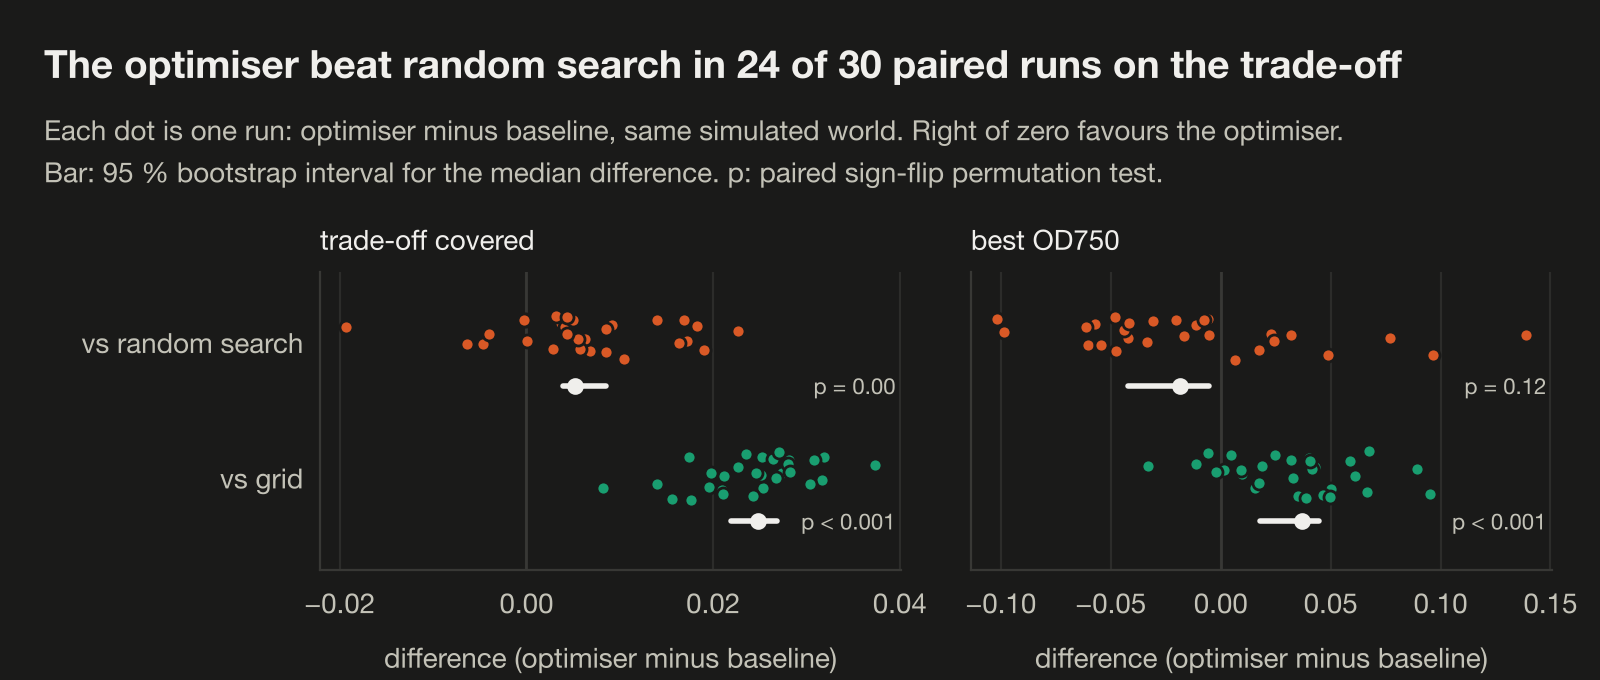 The optimiser beat random search in 24 of 30 paired runs on the trade-off
Each dot is one run: optimiser minus baseline, same simulated world. Right of zero favours the optimiser.
Bar: 95 % bootstrap interval for the median difference. p: paired sign-flip permutation test.
trade-off covered
best OD750
vs random search
p = 0.00
p = 0.12
vs grid
p < 0.001
p < 0.001
−0.02 0.00 0.02 0.04
−0.10 −0.05 0.00 0.05 0.10 0.15
difference (optimiser minus baseline)
difference (optimiser minus baseline)